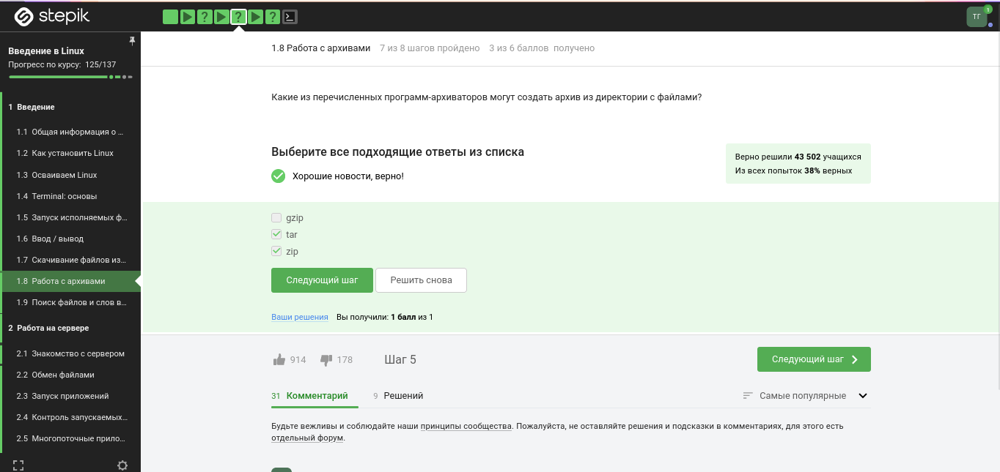 stepik
? ? ?
ТГ 1
Введение в Linux
Прогресс по курсу: 125/137
1 Введение
1.1 Общая информация о ...
1.2 Как установить Linux
1.3 Осваиваем Linux
1.4 Terminal: основы
1.5 Запуск исполняемых ф...
1.6 Ввод / вывод
1.7 Скачивание файлов из...
1.8 Работа с архивами
1.9 Поиск файлов и слов в...
2 Работа на сервере
2.1 Знакомство с сервером
2.2 Обмен файлами
2.3 Запуск приложений
2.4 Контроль запускаемых...
2.5 Многопоточные прило...
1.8 Работа с архивами 7 из 8 шагов пройдено 3 из 6 баллов получено
Какие из перечисленных программ-архиваторов могут создать архив из директории с файлами?
Выберите все подходящие ответы из списка
Хорошие новости, верно!
Верно решили 43 502 учащихся
Из всех попыток 38% верных
gzip
tar
zip
Следующий шаг Решить снова
Ваши решения Вы получили: 1 балл из 1
914 178 Шаг 5 Следующий шаг
31 Комментарий 9 Решений Самые популярные
Будьте вежливы и соблюдайте наши принципы сообщества. Пожалуйста, не оставляйте решения и подсказки в комментариях, для этого есть
отдельный форум.